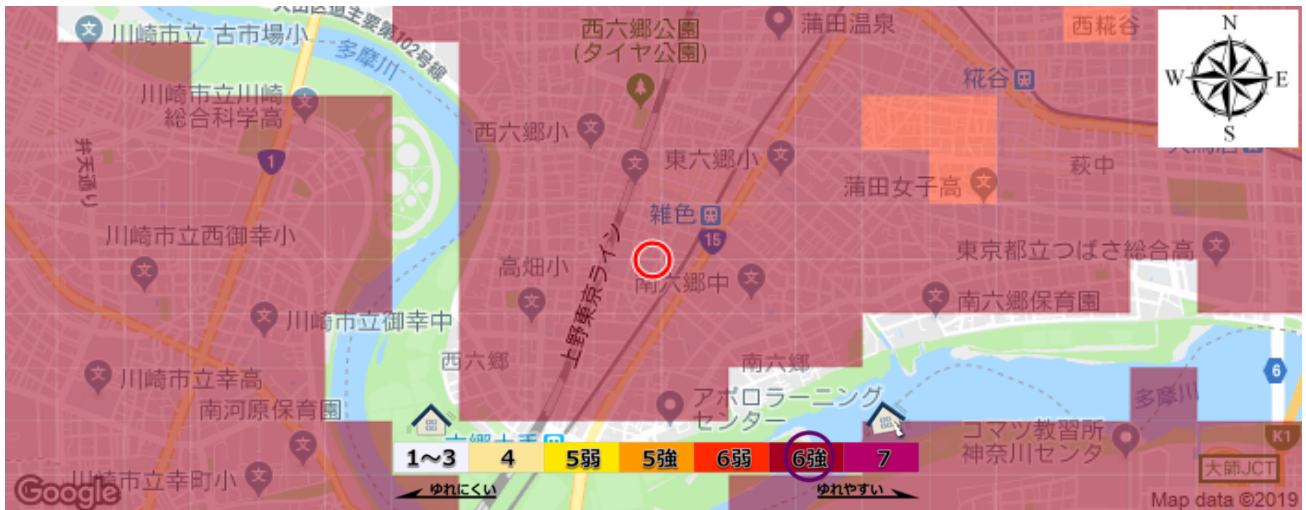 川崎市立 古市場小
多摩川
西六郷公園
(タイヤ公園)
蒲田温泉
西糀谷
N
W
E
S
糀谷
川崎市立川崎
総合科学高
西六郷小
東六郷小
萩中
弁天通り
1
蒲田女子高
雑色
15
川崎市立西御幸小
高畑小
南六郷中
東京都立つばさ総合高
上野東京ライン
南六郷保育園
川崎市立御幸中
西六郷
南六郷
6
川崎市立幸高
南河原保育園
アポロラーニング
センター
多摩川
コマツ教習所
神奈川センタ
K1
大師JCT
川崎市立幸町小
1～3
4
5弱
5強
6弱
6強
7
ゆれにくい
ゆれやすい
Google
Map data ©2019